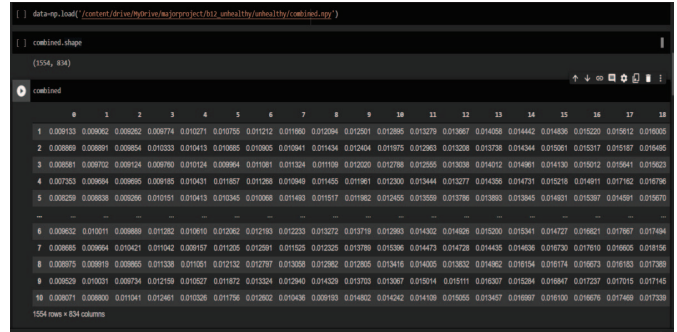 [ ] data=np.load('/content/drive/MyDrive/majorproject/b12_unhealthy/unhealthy/combined.npy')
[ ] combined.shape
(1554, 834)
combined
0 1 2 3 4 5 6 7 8 9 10 11 12 13 14 15 16 17 18
1 0.009133 0.009062 0.009262 0.009774 0.010271 0.010755 0.011212 0.011660 0.012094 0.012501 0.012895 0.013279 0.013667 0.014058 0.014442 0.014836 0.015220 0.015612 0.016005
2 0.008869 0.008891 0.009854 0.010333 0.010413 0.010685 0.010905 0.010941 0.011434 0.012404 0.011975 0.012963 0.013208 0.013738 0.014344 0.015061 0.015317 0.015187 0.016495
3 0.008581 0.009702 0.009124 0.009760 0.010124 0.009964 0.011081 0.011324 0.011109 0.012020 0.012788 0.012555 0.013038 0.014012 0.014961 0.014130 0.015012 0.015641 0.015623
4 0.007353 0.009684 0.009695 0.009185 0.010431 0.011857 0.011268 0.010949 0.011455 0.011961 0.012300 0.013444 0.013277 0.014356 0.014731 0.015218 0.014911 0.017162 0.016796
5 0.008259 0.008838 0.009266 0.010151 0.010413 0.010345 0.010068 0.011493 0.011517 0.011982 0.012455 0.013559 0.013786 0.013893 0.013845 0.014931 0.015397 0.014591 0.015670
... ... ... ... ... ... ... ... ... ... ... ... ... ... ... ... ... ... ... ... ...
6 0.009632 0.010011 0.009889 0.011282 0.010610 0.012062 0.012193 0.012233 0.013272 0.013719 0.012993 0.014302 0.014926 0.015200 0.015341 0.014727 0.016821 0.017667 0.017494
7 0.008685 0.009664 0.010421 0.011042 0.009157 0.011205 0.012591 0.011525 0.012325 0.013789 0.015396 0.014473 0.014728 0.014435 0.014636 0.016730 0.017610 0.016605 0.018156
8 0.008975 0.009919 0.009865 0.011338 0.011051 0.012132 0.012797 0.013058 0.012982 0.012805 0.013416 0.014005 0.013832 0.014962 0.016154 0.016174 0.016573 0.016183 0.017389
9 0.009529 0.010031 0.009734 0.012159 0.010527 0.011872 0.013324 0.012940 0.014329 0.013703 0.013067 0.015014 0.015111 0.016307 0.015284 0.016847 0.017237 0.017015 0.017145
10 0.008071 0.008800 0.011041 0.012461 0.010326 0.011756 0.012602 0.010436 0.009193 0.014802 0.014242 0.014109 0.015055 0.013457 0.016997 0.016100 0.016676 0.017469 0.017339
1554 rows × 834 columns